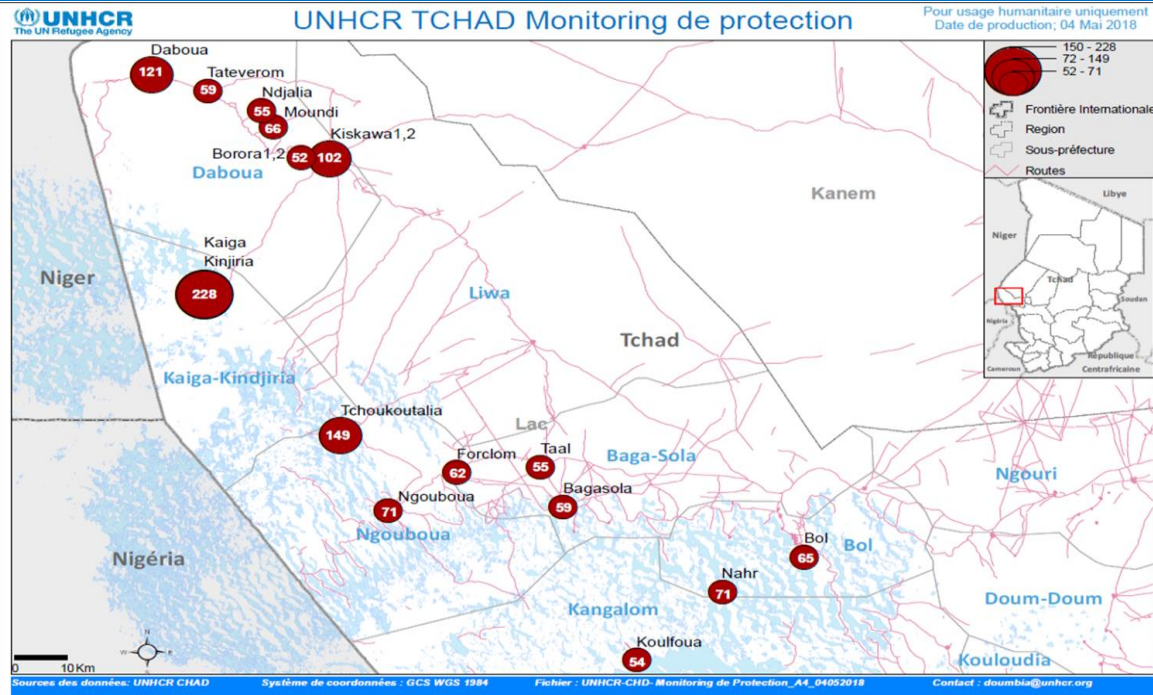 UNHCR
The UN Refugee Agency
UNHCR TCHAD Monitoring de protection
Pour usage humanitaire uniquement
Date de production; 04 Mai 2018
150 - 228
72 - 149
52 - 71
Frontière Internationale
Region
Sous-préfecture
Routes
Libye
Niger
Tchad
Soudan
Nigéria
Cameroun
République
Centrafricaine
Daboua
121
Tateverom
59
Ndjalia
55
Moundi
66
Kiskawa1,2
Borora1,2
52
102
Daboua
Kanem
Kaiga
Kinjiria
228
Niger
Liwa
Tchad
Kaiga-Kindjiria
Tchoukoutalia
149
Lac
Forclom
62
Taal
55
Baga-Sola
Bagasola
59
Ngouri
Ngouboua
71
Ngouboua
Nigéria
Bol
65
Bol
Nahr
71
Kangalom
Doum-Doum
Koulfoua
54
Kouloudia
N
W
E
S
0 10 Km
Sources des données: UNHCR CHAD Système de coordonnées : GCS WGS 1984 Fichier : UNHCR-CHD- Monitoring de Protection_A4_04052018 Contact : doumbia@unhcr.org